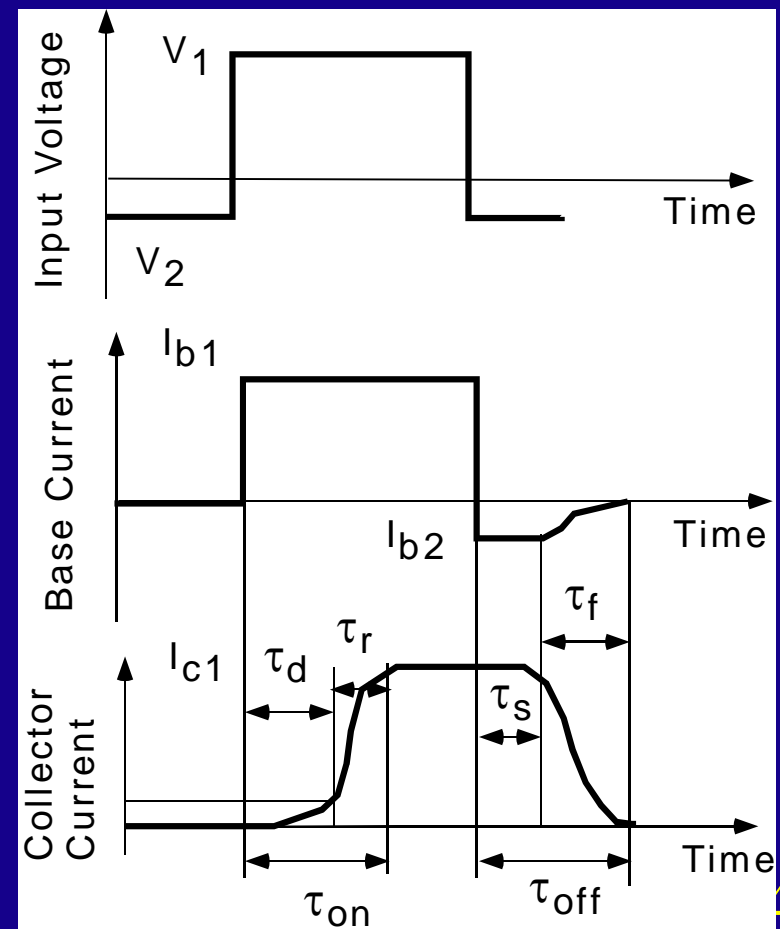 Input Voltage
V1
V2
Time
Base Current
Ib1
Ib2
Time
Collector
Current
Ic1
τd
τr
τs
τf
Time
τon
τoff